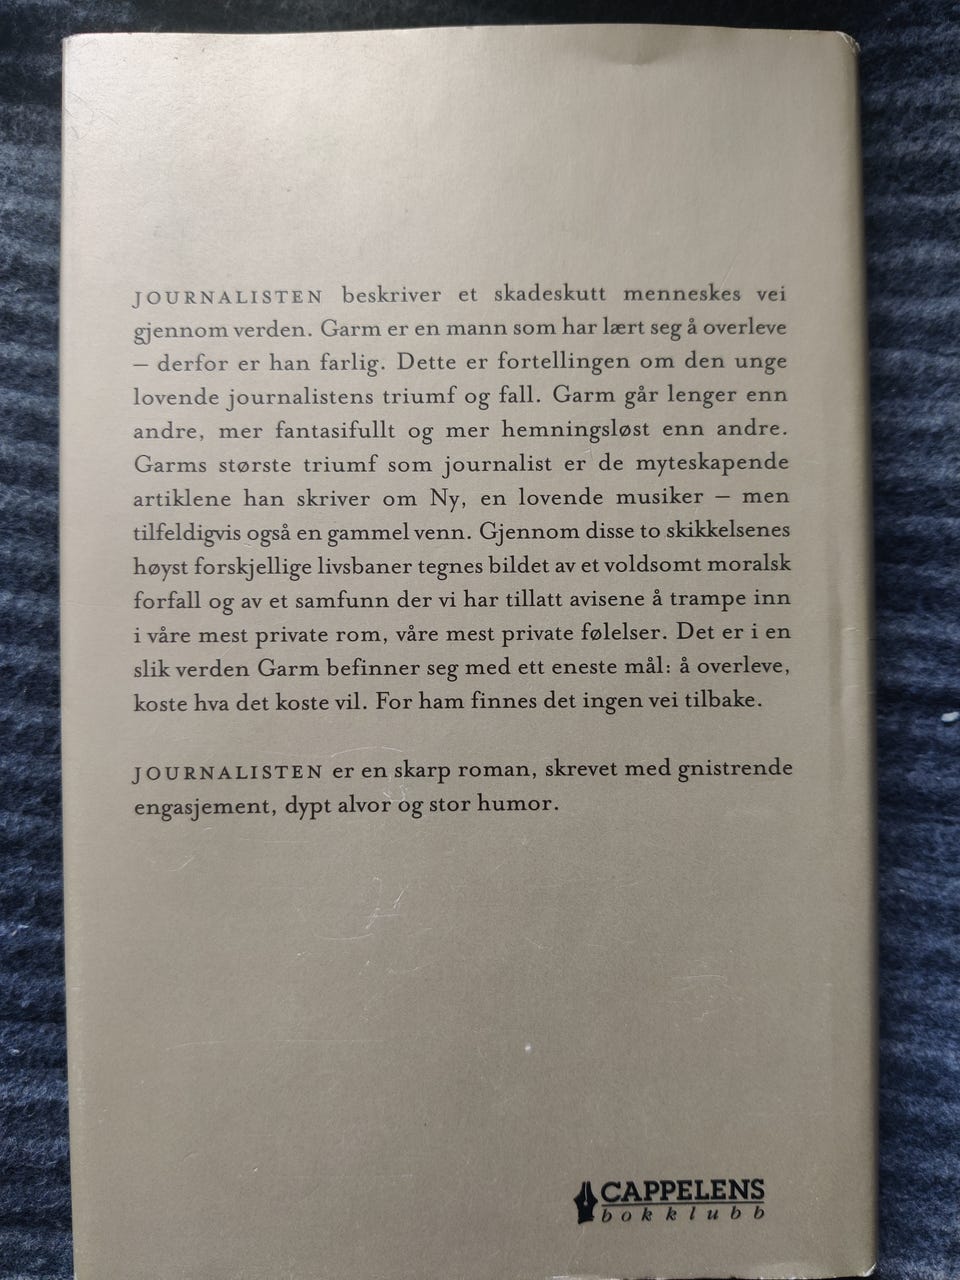 JOURNALISTEN beskriver et skadeskutt menneskes vei
gjennom verden. Garm er en mann som har lært seg å overleve
– derfor er han farlig. Dette er fortellingen om den unge
lovende journalistens triumf og fall. Garm går lenger enn
andre, mer fantasifullt og mer hemningsløst enn andre.
Garms største triumf som journalist er de myteskapende
artiklene han skriver om Ny, en lovende musiker – men
tilfeldigvis også en gammel venn. Gjennom disse to skikkelsenes
høyst forskjellige livsbaner tegnes bildet av et voldsomt moralsk
forfall og av et samfunn der vi har tillatt avisene å trampe inn
i våre mest private rom, våre mest private følelser. Det er i en
slik verden Garm befinner seg med ett eneste mål: å overleve,
koste hva det koste vil. For ham finnes det ingen vei tilbake.
JOURNALISTEN er en skarp roman, skrevet med gnistrende
engasjement, dypt alvor og stor humor.
CAPPELENS
bokklubb